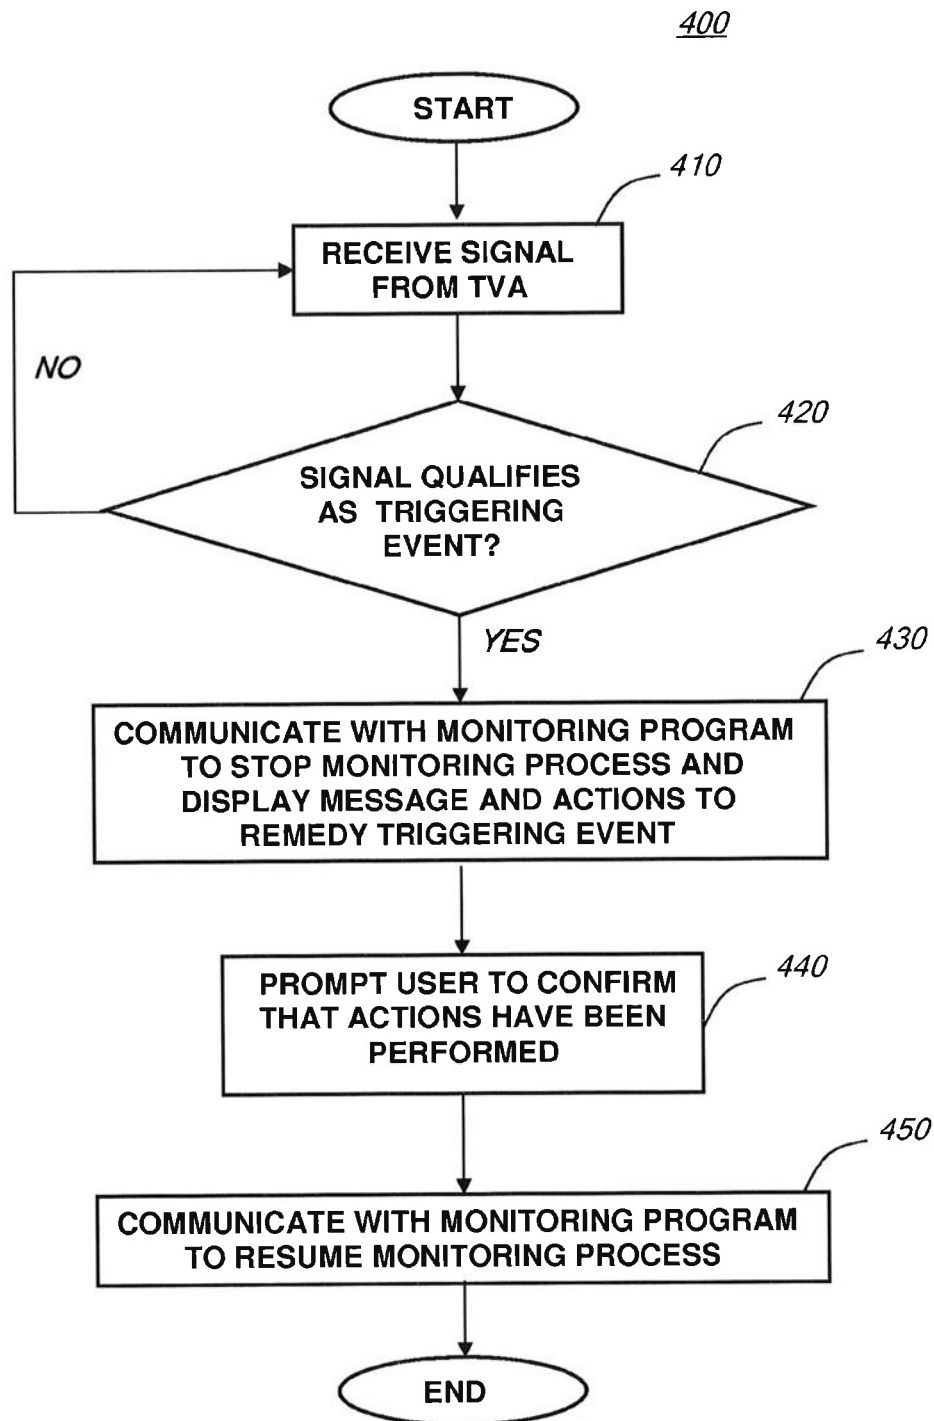 400
START
410
RECEIVE SIGNAL
FROM TVA
NO
420
SIGNAL QUALIFIES
AS TRIGGERING
EVENT?
YES
430
COMMUNICATE WITH MONITORING PROGRAM
TO STOP MONITORING PROCESS AND
DISPLAY MESSAGE AND ACTIONS TO
REMEDY TRIGGERING EVENT
440
PROMPT USER TO CONFIRM
THAT ACTIONS HAVE BEEN
PERFORMED
450
COMMUNICATE WITH MONITORING PROGRAM
TO RESUME MONITORING PROCESS
END